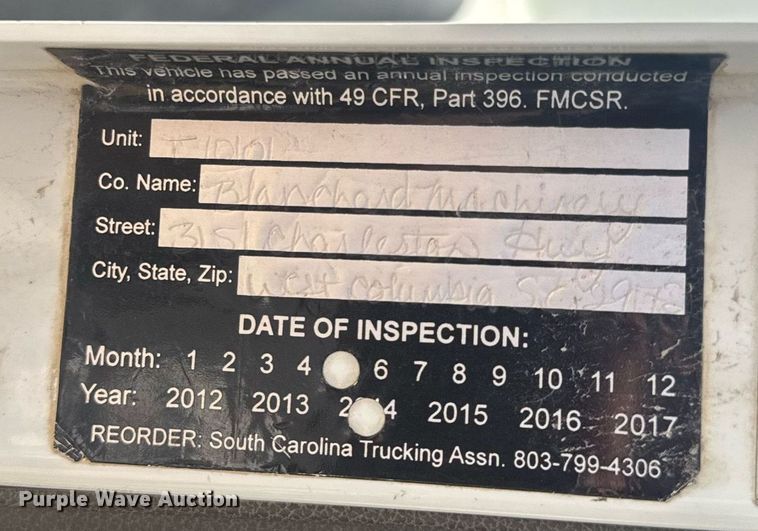 FEDERAL ANNUAL INSPECTION
This vehicle has passed an annual inspection conducted
in accordance with 49 CFR, Part 396. FMCSR.
Unit:
Co. Name: Blanchard Machinery
Street: 3151 Charleston Hwy
City, State, Zip: West Columbia S.C.
DATE OF INSPECTION:
Month: 1 2 3 4 6 7 8 9 10 11 12
Year: 2012 2013 2 4 2015 2016 2017
REORDER: South Carolina Trucking Assn. 803-799-4306
Purple Wave Auction